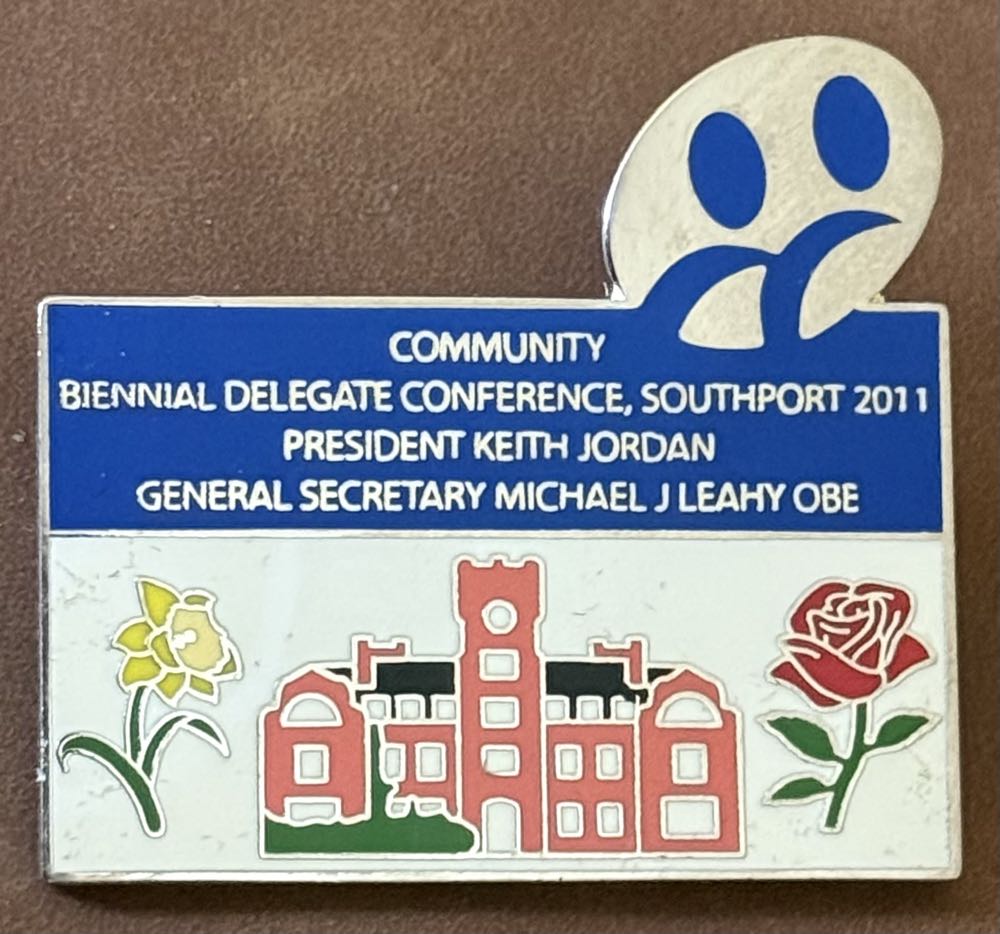 COMMUNITY
BIENNIAL DELEGATE CONFERENCE, SOUTHPORT 2011
PRESIDENT KEITH JORDAN
GENERAL SECRETARY MICHAEL J LEAHY OBE